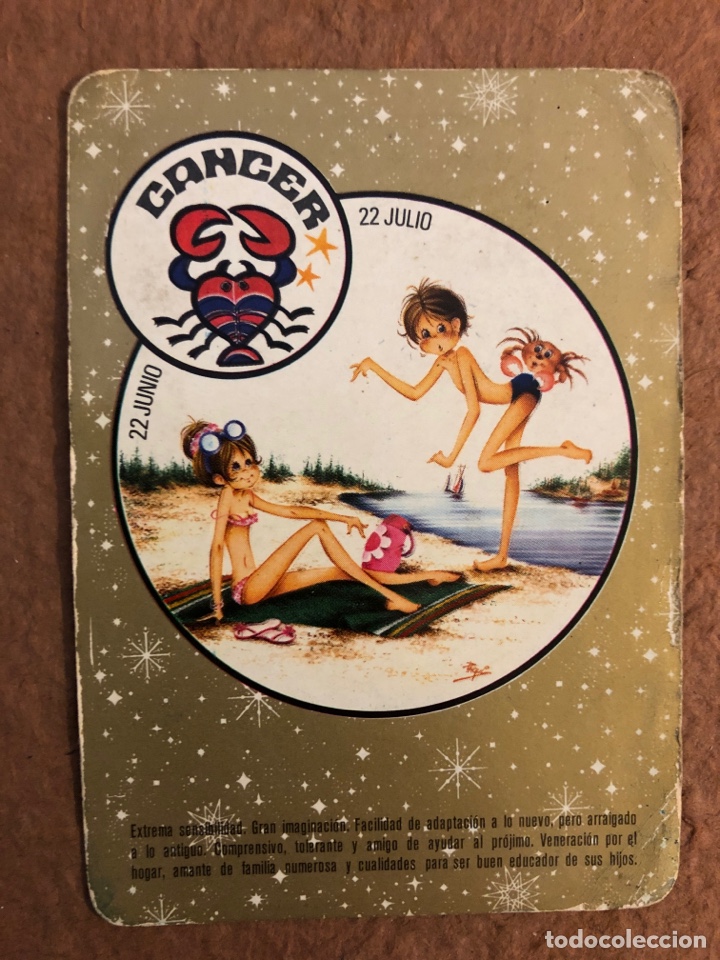 CANCER
22 JULIO
22 JUNIO
Extrema sensibilidad. Gran imaginación. Facilidad de adaptación a lo nuevo, pero arraigado
a lo antiguo. Comprensivo, tolerante y amigo de ayudar al prójimo. Veneración por el
hogar, amante de familia numerosa y cualidades para ser buen educador de sus hijos.
todocoleccion.net